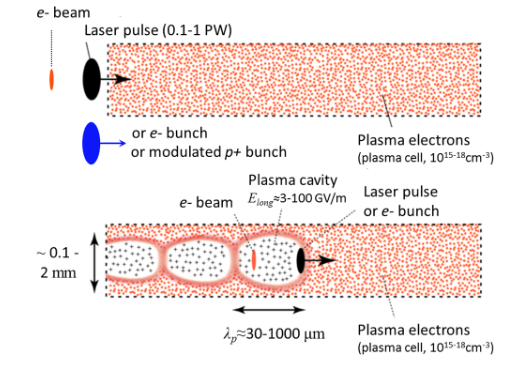 e- beam
Laser pulse (0.1-1 PW)
or e- bunch
or modulated p+ bunch
Plasma electrons
(plasma cell, 10¹⁵⁻¹⁸cm⁻³)
Plasma cavity
E_long≈3-100 GV/m
e- beam
Laser pulse
or e- bunch
~ 0.1 -
2 mm
λ_p≈30-1000 μm
Plasma electrons
(plasma cell, 10¹⁵⁻¹⁸cm⁻³)